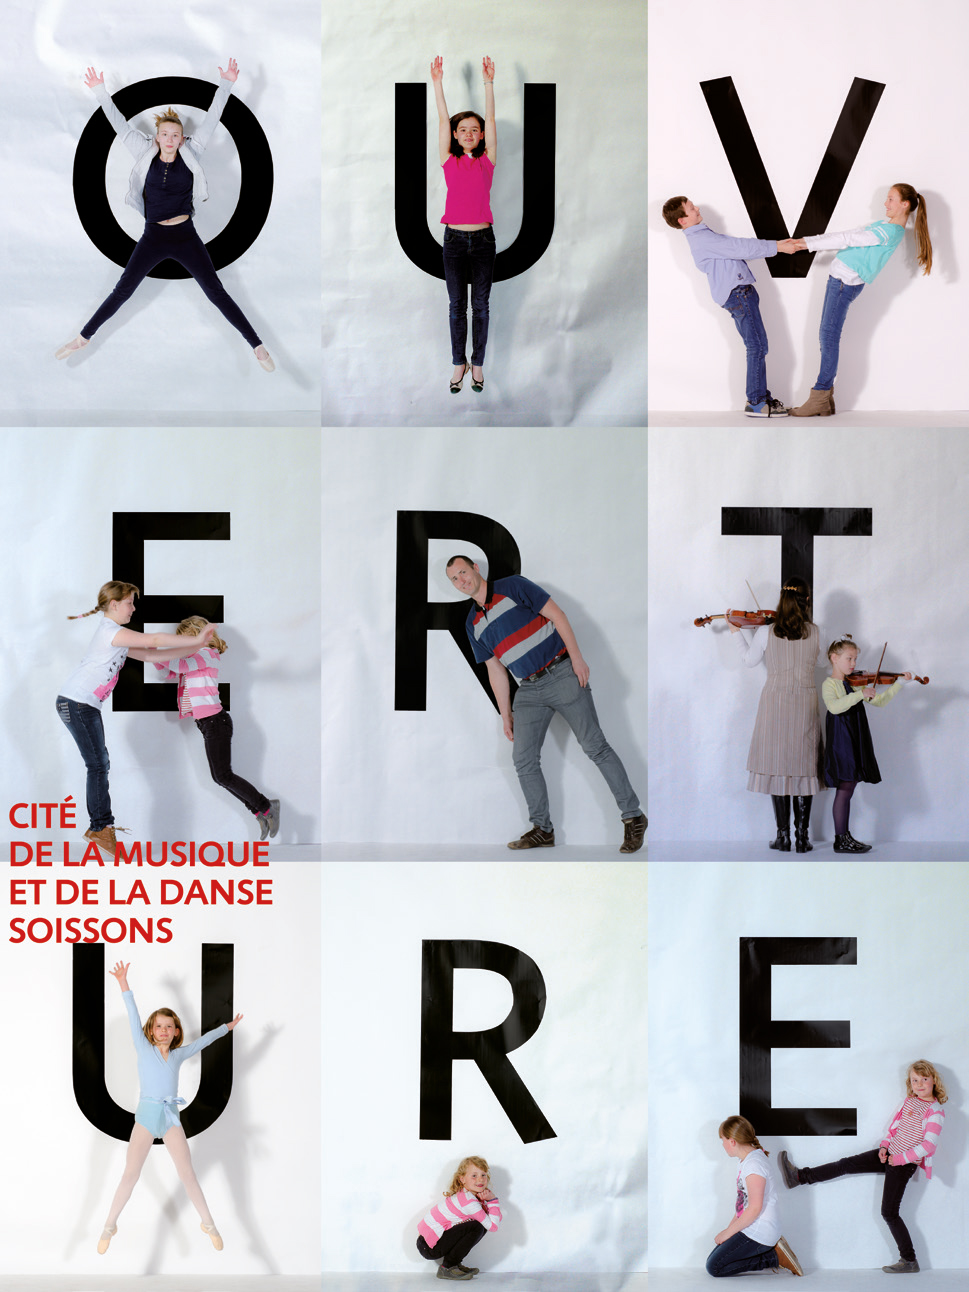 OUV
ERT
CITÉ
DE LA MUSIQUE
ET DE LA DANSE
SOISSONS
URE